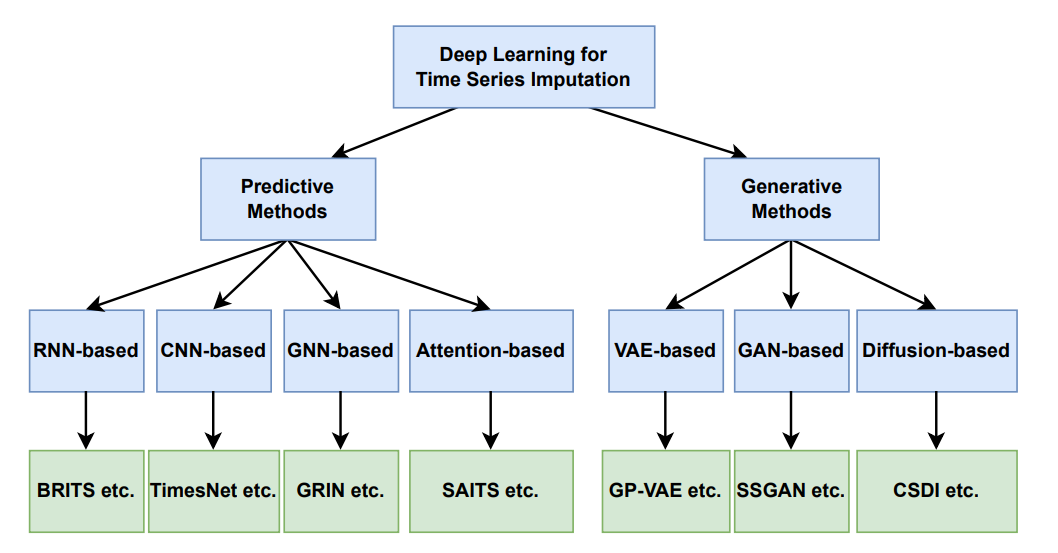 Deep Learning for
Time Series Imputation
Predictive
Methods
Generative
Methods
RNN-based
CNN-based
GNN-based
Attention-based
VAE-based
GAN-based
Diffusion-based
BRITS etc.
TimesNet etc.
GRIN etc.
SAITS etc.
GP-VAE etc.
SSGAN etc.
CSDI etc.